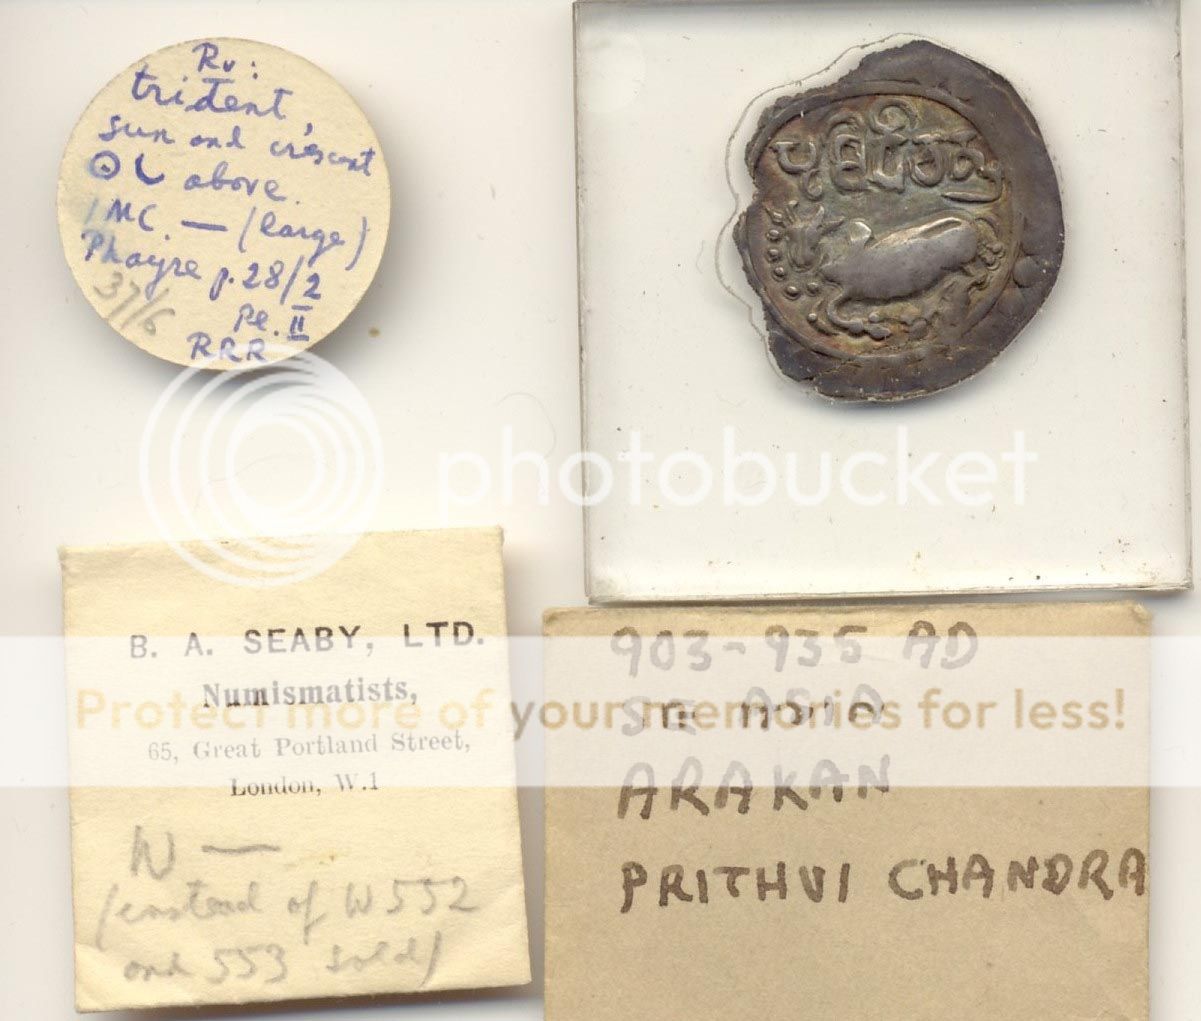 Rv:
trident,
sun and crescent
above.
IMC. — (large)
Phayre p.28/2
Pl. II
37/6
RRR
photobucket
B. A. SEABY, LTD.
Numismatists,
65, Great Portland Street,
London, W.1
W —
(instead of W552
and 553 sold)
903-935 AD
SE ASIA
ARAKAN
PRITHVI CHANDRA
Protect more of your memories for less!